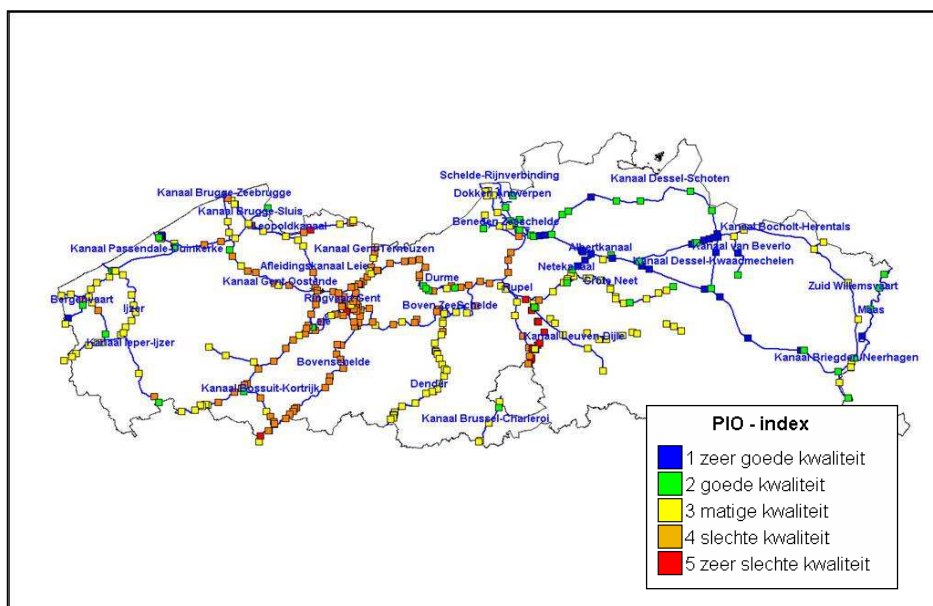 Schelde-Rijnverbinding
Kanaal Dessel-Schoten
Kanaal Brugge-Zeebrugge
Dokken Antwerpen
Kanaal Brugge-Sluis
Leopoldkanaal
Beneden Zeeschelde
Kanaal Bocholt-Herentals
Kanaal Passendale-Duinkerke
Kanaal Gent-Terneuzen
Albertkanaal
Kanaal van Beverlo
Afleidingskanaal Leie
Netekanaal
Kanaal Dessel-Kwaadmechelen
Kanaal Gent-Oostende
Durme
Grote Neet
Zuid Willemsvaart
Bergenvaart
Ringvaart Gent
Rupel
Ijzer
Boven ZeeSchelde
Maas
Leie
Kanaal Ieper-Ijzer
Kanaal Leuven-Dijle
Bovenschelde
Kanaal Briegden/Neerhagen
Kanaal Bossuit-Kortrijk
Dender
Kanaal Brussel-Charleroi
PIO - index
1 zeer goede kwaliteit
2 goede kwaliteit
3 matige kwaliteit
4 slechte kwaliteit
5 zeer slechte kwaliteit